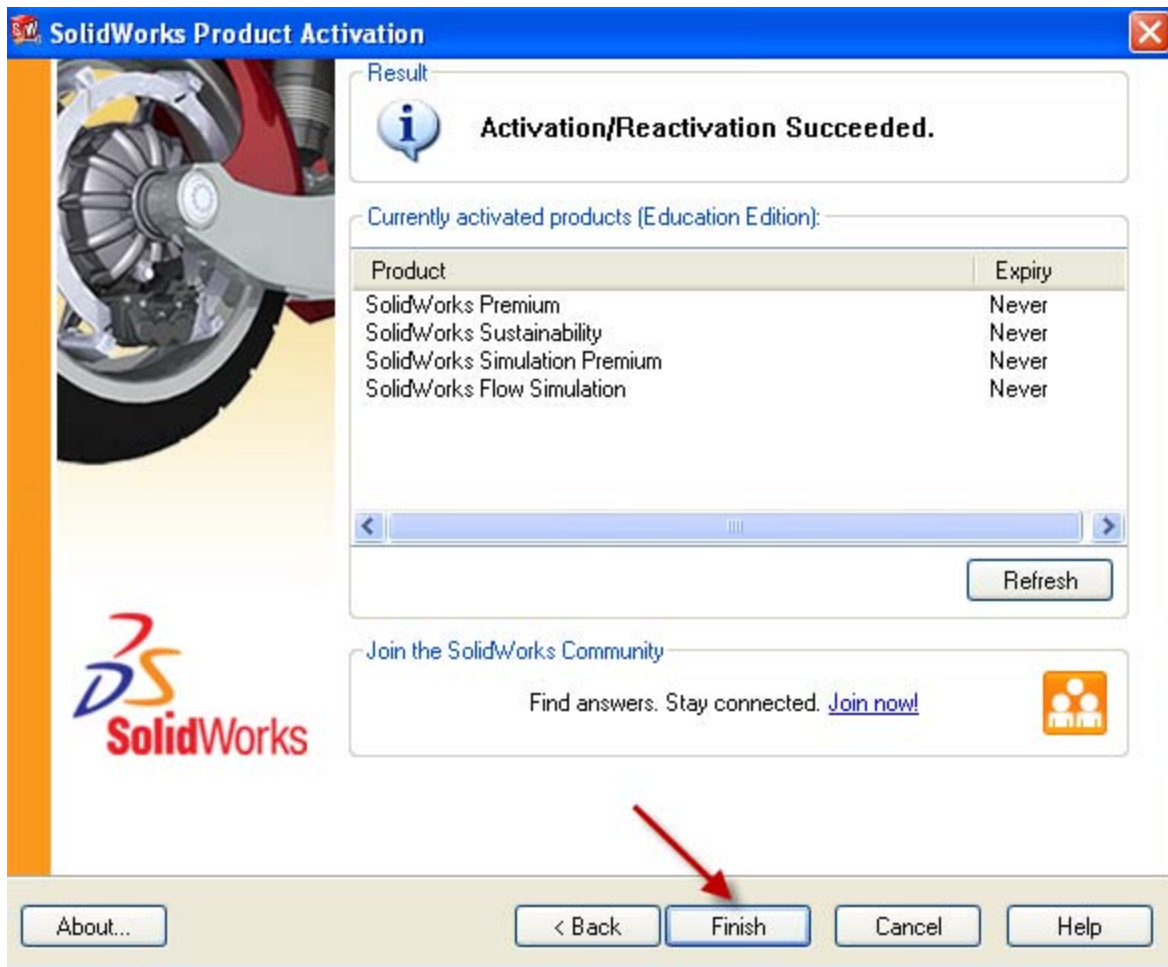 SolidWorks Product Activation
Result
Activation/Reactivation Succeeded.
Currently activated products (Education Edition):
Product Expiry
SolidWorks Premium Never
SolidWorks Sustainability Never
SolidWorks Simulation Premium Never
SolidWorks Flow Simulation Never
Refresh
Join the SolidWorks Community
Find answers. Stay connected. Join now!
SolidWorks
About... < Back Finish Cancel Help